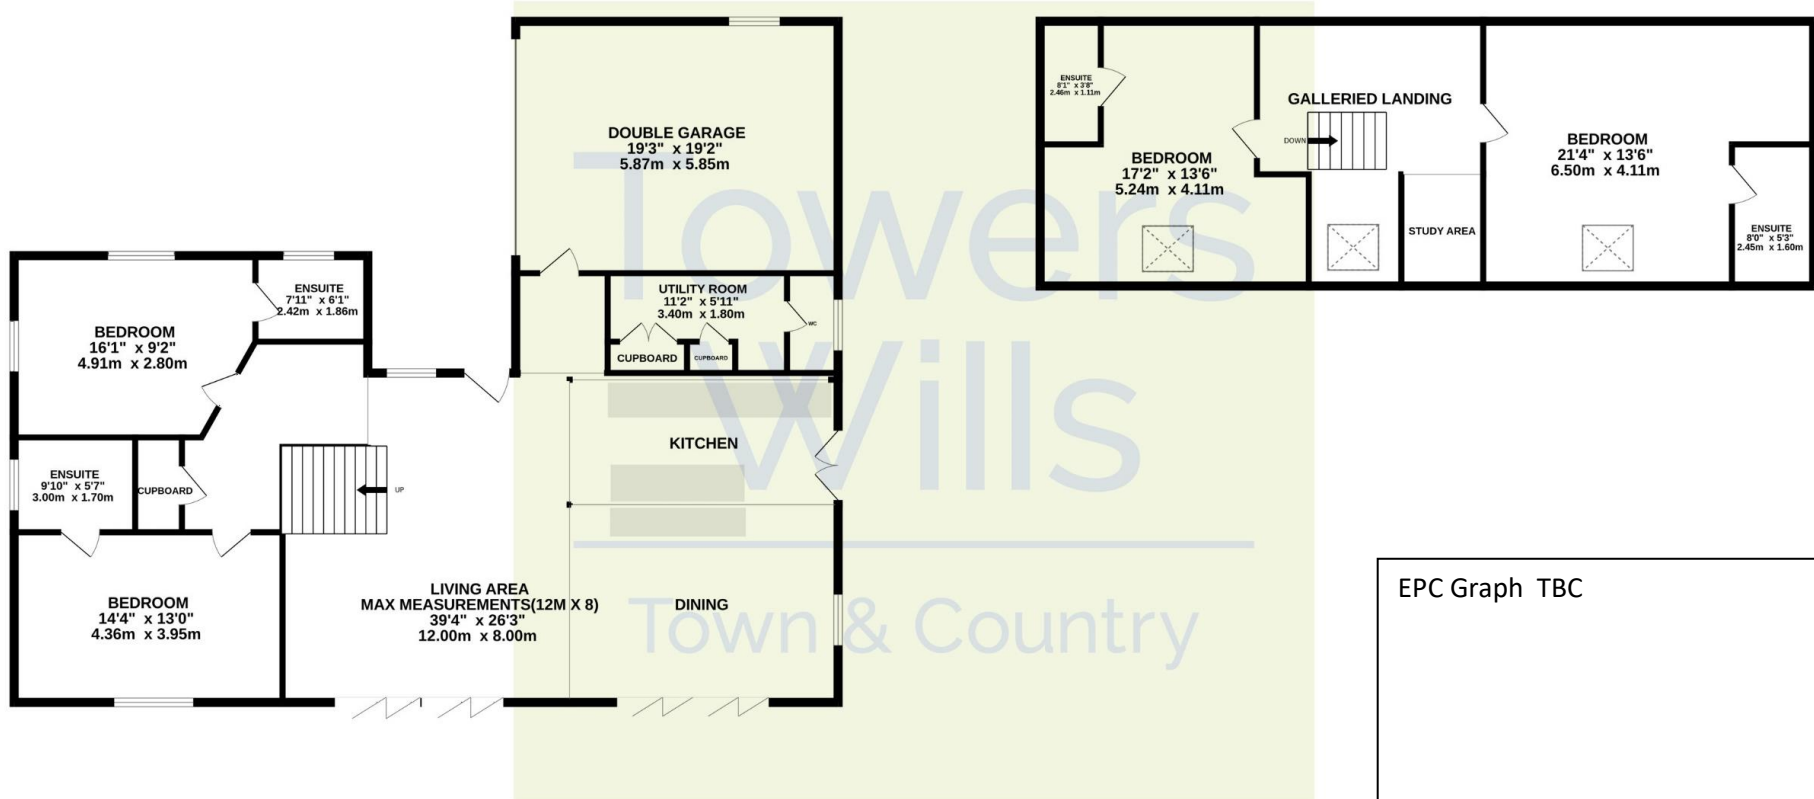 DOUBLE GARAGE
19'3" x 19'2"
5.87m x 5.85m
UTILITY ROOM
11'2" x 5'11"
3.40m x 1.80m
CUPBOARD
CUPBOARD
WC
ENSUITE
7'11" x 6'1"
2.42m x 1.86m
BEDROOM
16'1" x 9'2"
4.91m x 2.80m
ENSUITE
9'10" x 5'7"
3.00m x 1.70m
CUPBOARD
UP
KITCHEN
BEDROOM
14'4" x 13'0"
4.36m x 3.95m
LIVING AREA
MAX MEASUREMENTS(12M X 8)
39'4" x 26'3"
12.00m x 8.00m
DINING
Towers
Wills
Town & Country
ENSUITE
8'1" x 3'8"
2.46m x 1.11m
BEDROOM
17'2" x 13'6"
5.24m x 4.11m
GALLERIED LANDING
DOWN
STUDY AREA
BEDROOM
21'4" x 13'6"
6.50m x 4.11m
ENSUITE
8'0" x 5'3"
2.45m x 1.60m
EPC Graph TBC